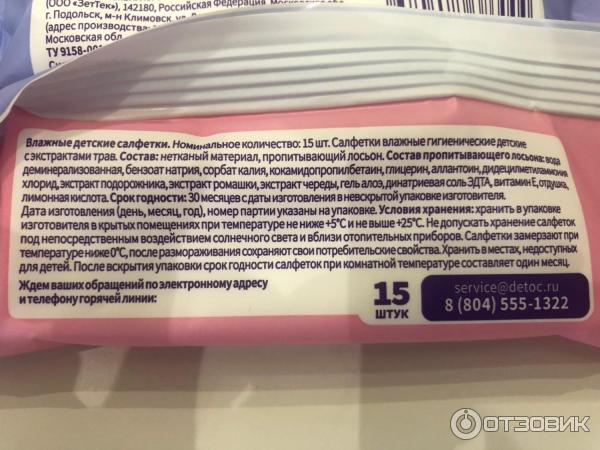 (ООО) «ЗетТек», 142180, Российская Федерация, Московская обл.
г. Подольск, м-н Климовск, ул.
(адрес производства:
Московская обл.
ТУ 9158-001
Влажные детские салфетки. Номинальное количество: 15 шт. Салфетки влажные гигиенические детские
с экстрактами трав. Состав: нетканый материал, пропитывающий лосьон. Состав пропитывающего лосьона: вода
деминерализованная, бензоат натрия, сорбат калия, кокамидопропилбетаин, глицерин, аллантоин, дидецилметиламмония
хлорид, экстракт подорожника, экстракт ромашки, экстракт череды, гель алоэ, динатриевая соль ЭДТА, витамин Е, отдушка,
лимонная кислота. Срок годности: 30 месяцев с даты изготовления в невскрытой упаковке изготовителя.
Дата изготовления (день, месяц, год), номер партии указаны на упаковке. Условия хранения: хранить в упаковке
изготовителя в крытых помещениях при температуре не ниже +5°С и не выше +25°С. Не допускать хранение салфеток
под непосредственным воздействием солнечного света и вблизи отопительных приборов. Салфетки замерзают при
температуре ниже 0°С, после размораживания сохраняют свои потребительские свойства. Хранить в местах, недоступных
для детей. После вскрытия упаковки срок годности салфеток при комнатной температуре составляет один месяц.
Ждем ваших обращений по электронному адресу
и телефону горячей линии:
15
ШТУК
service@detoc.ru
8 (804) 555-1322
ОТЗОВИК